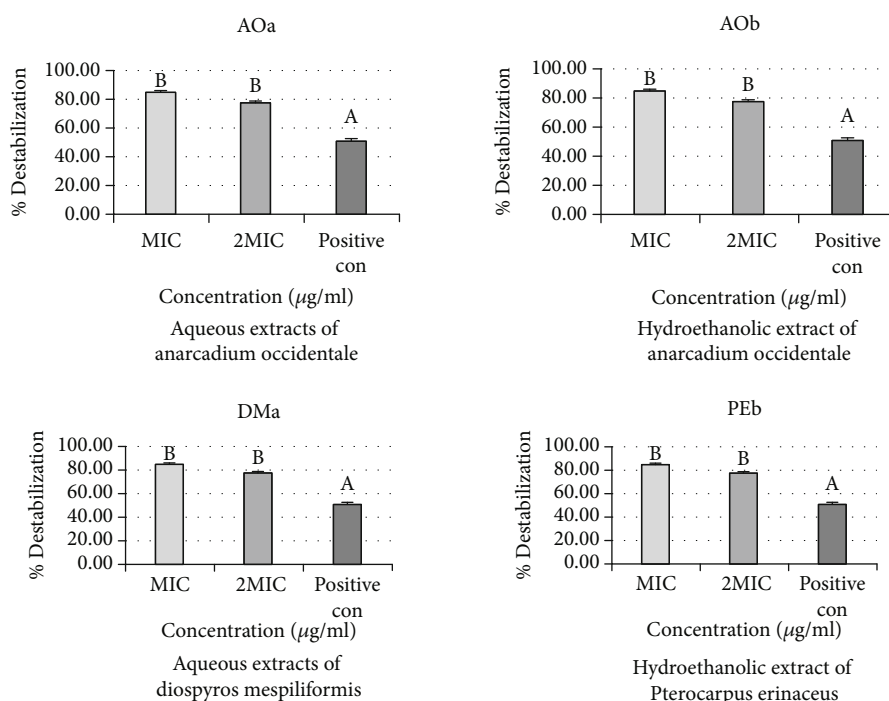 AOa
% Destabilization
100.00
80.00
60.00
40.00
20.00
0.00
B
B
A
MIC
2MIC
Positive
con
Concentration (μg/ml)
Aqueous extracts of
anarcadium occidentale
AOb
% Destabilization
100.00
80.00
60.00
40.00
20.00
0.00
B
B
A
MIC
2MIC
Positive
con
Concentration (μg/ml)
Hydroethanolic extract of
anarcadium occidentale
DMa
% Destabilization
100.00
80.00
60.00
40.00
20.00
0.00
B
B
A
MIC
2MIC
Positive
con
Concentration (μg/ml)
Aqueous extracts of
diospyros mespiliformis
PEb
% Destabilization
100.00
80.00
60.00
40.00
20.00
0.00
B
B
A
MIC
2MIC
Positive
con
Concentration (μg/ml)
Hydroethanolic extract of
Pterocarpus erinaceus